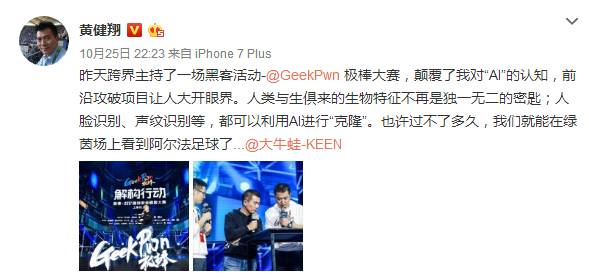 黄健翔
10月25日 22:23 来自 iPhone 7 Plus
昨天跨界主持了一场黑客活动-@GeekPwn 极棒大赛，颠覆了我对“AI”的认知，前
沿攻破项目让人大开眼界。人类与生俱来的生物特征不再是独一无二的密匙；人
脸识别、声纹识别等，都可以利用AI进行“克隆”。也许过不了多久，我们就能在绿
茵场上看到阿尔法足球了...@大牛蛙-KEEN
GeekPwn
解构行动
GeekPwn